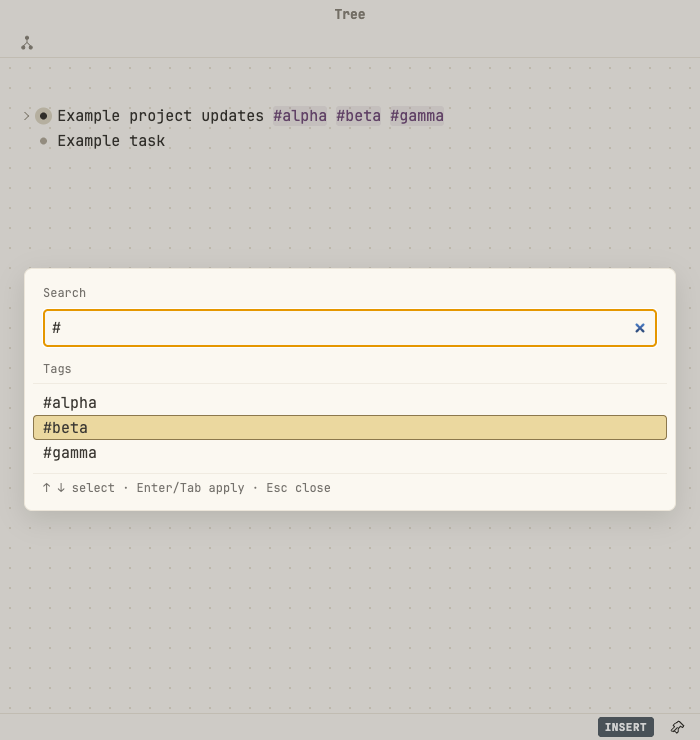 Tree
Example project updates #alpha #beta #gamma
Example task
Search
#
Tags
#alpha
#beta
#gamma
↑ ↓ select · Enter/Tab apply · Esc close
INSERT